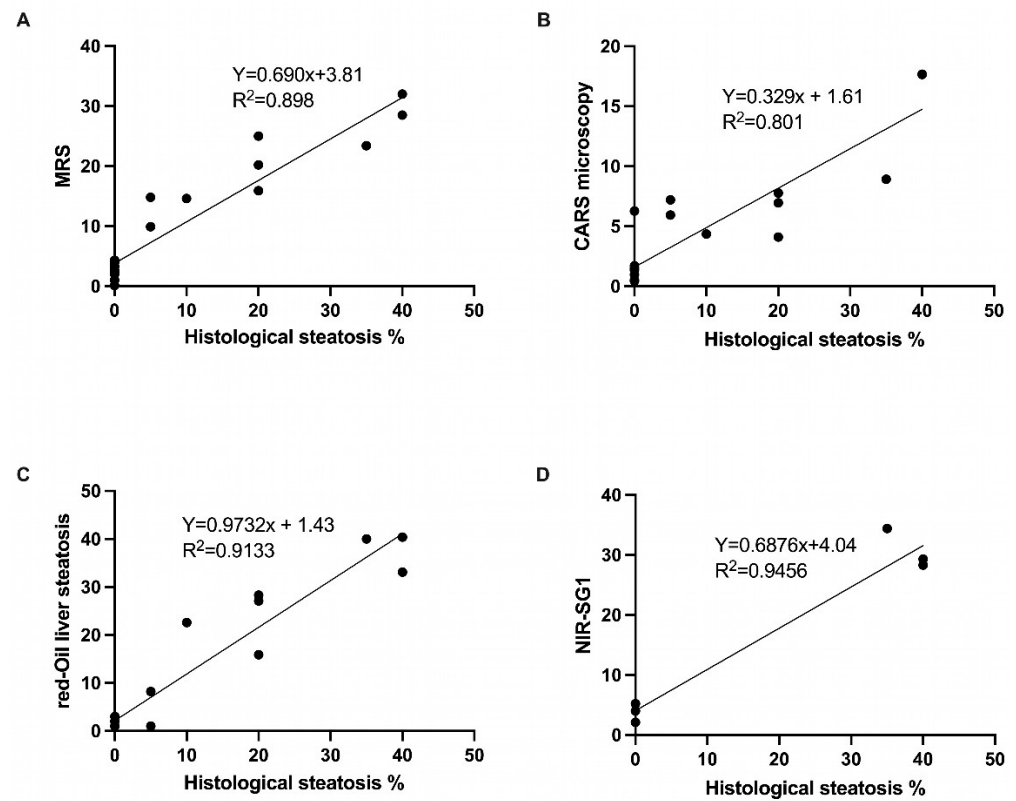 A
MRS
40
30
20
10
0
Y=0.690x+3.81
R²=0.898
0 10 20 30 40 50
Histological steatosis %
B
CARS microscopy
20
15
10
5
0
Y=0.329x + 1.61
R²=0.801
0 10 20 30 40 50
Histological steatosis %
C
red-Oil liver steatosis
50
40
30
20
10
0
Y=0.9732x + 1.43
R²=0.9133
0 10 20 30 40 50
Histological steatosis %
D
NIR-SG1
40
30
20
10
0
Y=0.6876x+4.04
R²=0.9456
0 10 20 30 40 50
Histological steatosis %